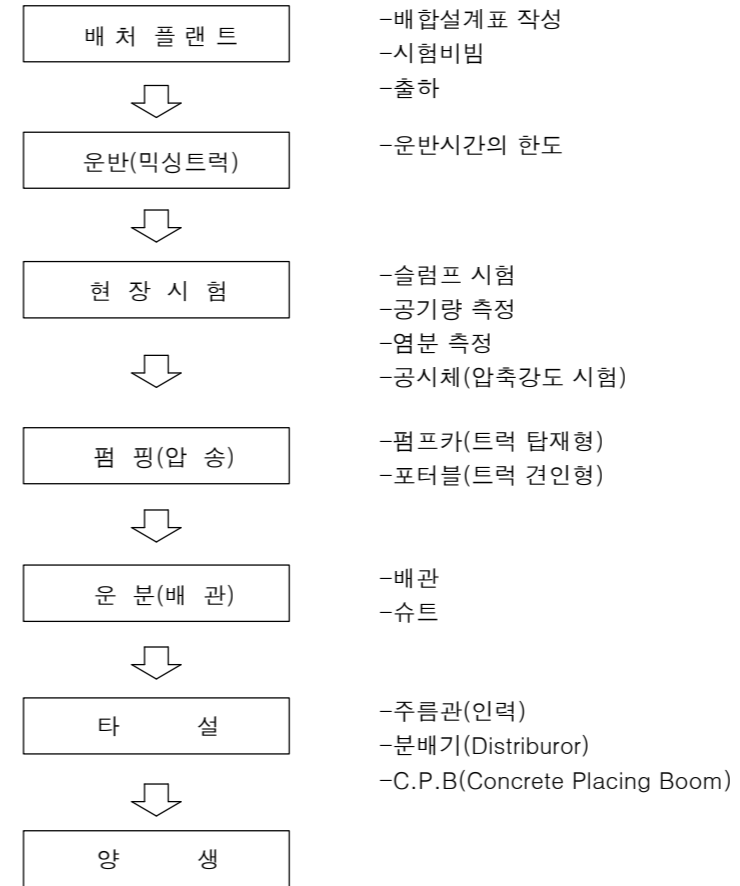 배 처 플 랜 트
-배합설계표 작성
-시험비빔
-출하
운반(믹싱트럭)
-운반시간의 한도
현 장 시 험
-슬럼프 시험
-공기량 측정
-염분 측정
-공시체(압축강도 시험)
펌 핑(압 송)
-펌프카(트럭 탑재형)
-포터블(트럭 견인형)
운 분(배 관)
-배관
-슈트
타 설
-주름관(인력)
-분배기(Distriburor)
-C.P.B(Concrete Placing Boom)
양 생